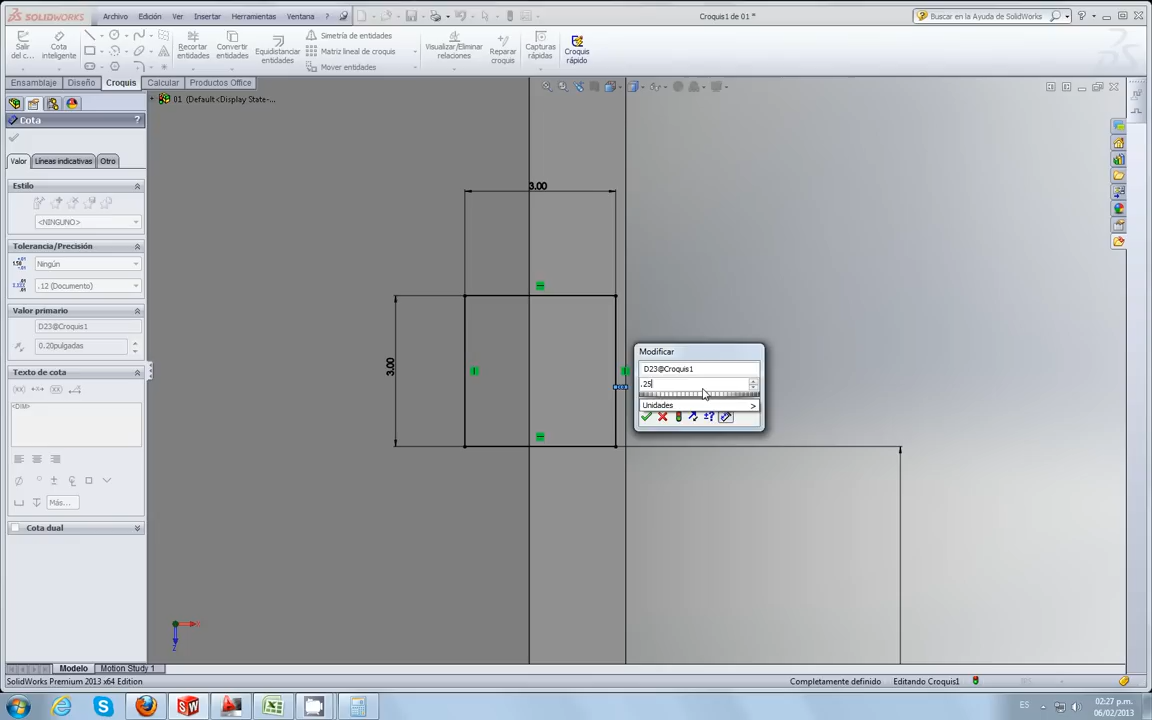 SOLIDWORKS
Archivo Edición Ver Insertar Herramientas Ventana ?
Croquis1 de 01 *
Buscar en la Ayuda de SolidWorks
Salir del c...
Cota inteligente
Recortar entidades
Convertir entidades
Equidistanciar entidades
Simetría de entidades
Matriz lineal de croquis
Mover entidades
Visualizar/Eliminar relaciones
Reparar croquis
Capturas rápidas
Croquis rápido
Ensamblaje Diseño Croquis Calcular Productos Office
01 (Default<Display State-...
Cota ?
Valor Líneas indicativas Otro
Estilo
<NINGUNO>
Tolerancia/Precisión
Ningún
.12 (Documento)
Valor primario
D23@Croquis1
0.20pulgadas
Texto de cota
<DIM>
Más...
Cota dual
3.00
3.00
Modificar
D23@Croquis1
.25
Unidades >
Modelo Motion Study 1
SolidWorks Premium 2013 x64 Edition
Completamente definido Editando Croquis1
ES
02:27 p.m.
06/02/2013